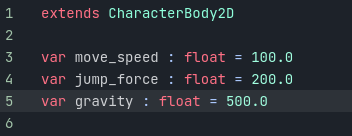 1 extends CharacterBody2D
2
3 var move_speed : float = 100.0
4 var jump_force : float = 200.0
5 var gravity : float = 500.0
6